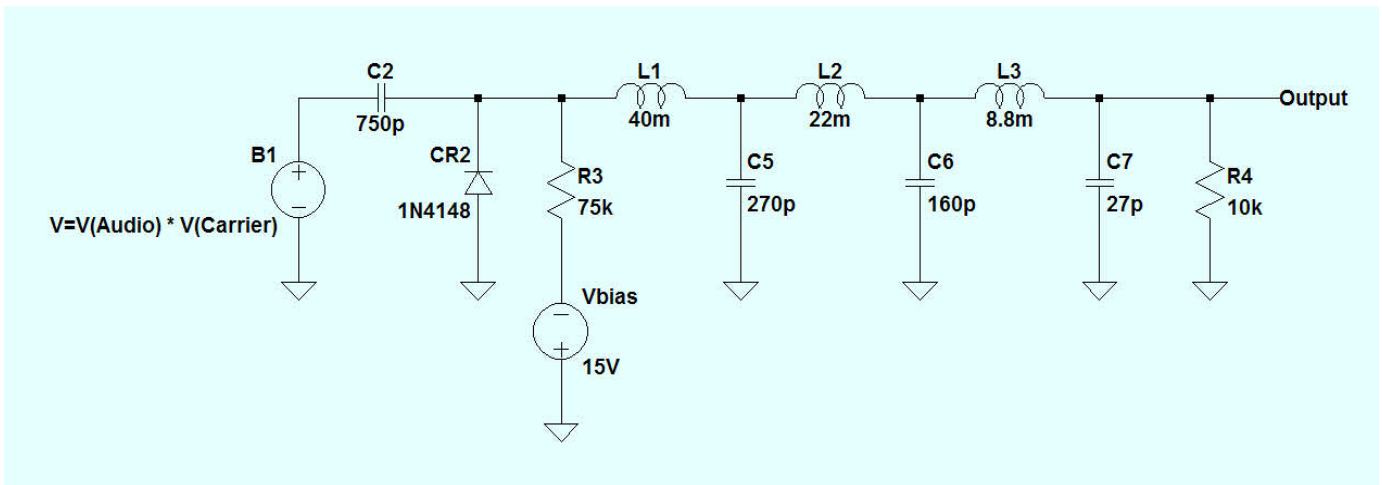 C2
750p
B1
V=V(Audio) * V(Carrier)
CR2
1N4148
R3
75k
Vbias
15V
L1
40m
C5
270p
L2
22m
C6
160p
L3
8.8m
C7
27p
R4
10k
Output